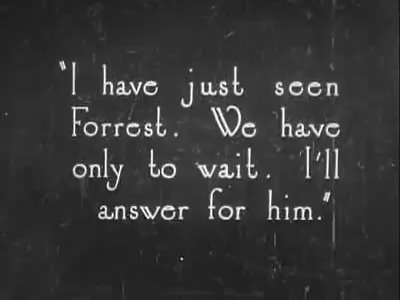 "I have just seen
Forrest. We have
only to wait. I'll
answer for him."